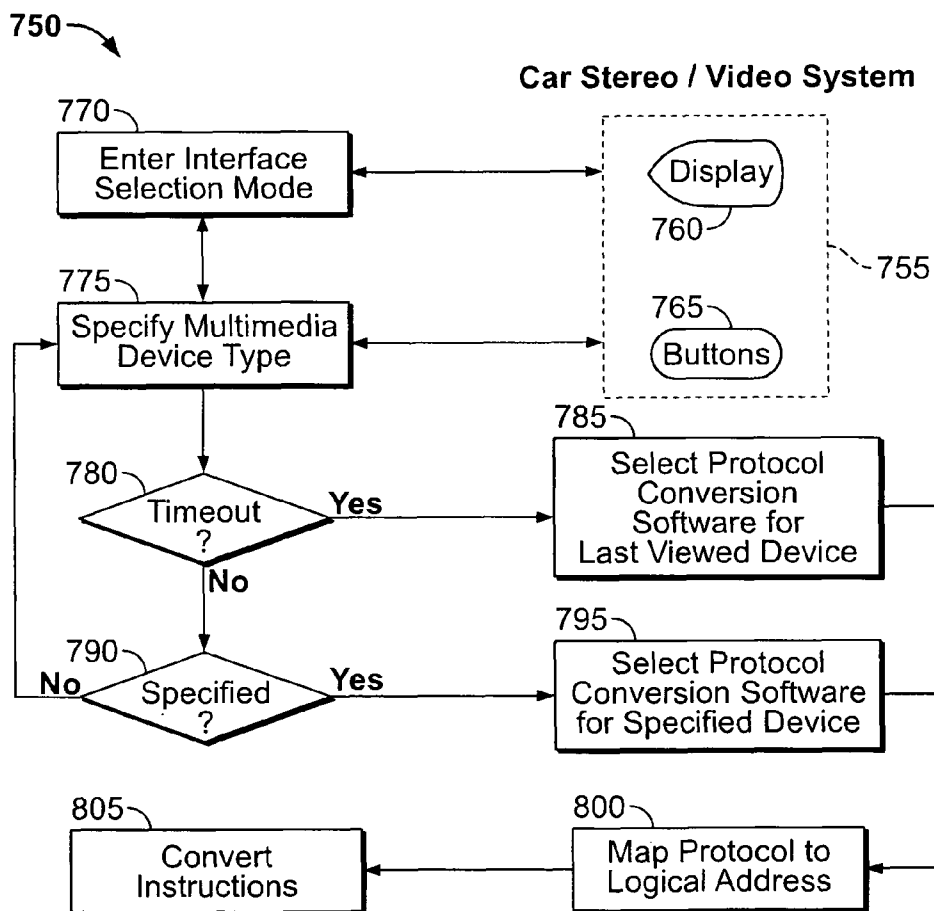 750
Car Stereo / Video System
770
Enter Interface
Selection Mode
Display
760
755
775
Specify Multimedia
Device Type
765
Buttons
780
Timeout
?
Yes
No
785
Select Protocol
Conversion
Software for
Last Viewed Device
790
Specified
?
No
Yes
795
Select Protocol
Conversion Software
for Specified Device
805
Convert
Instructions
800
Map Protocol to
Logical Address